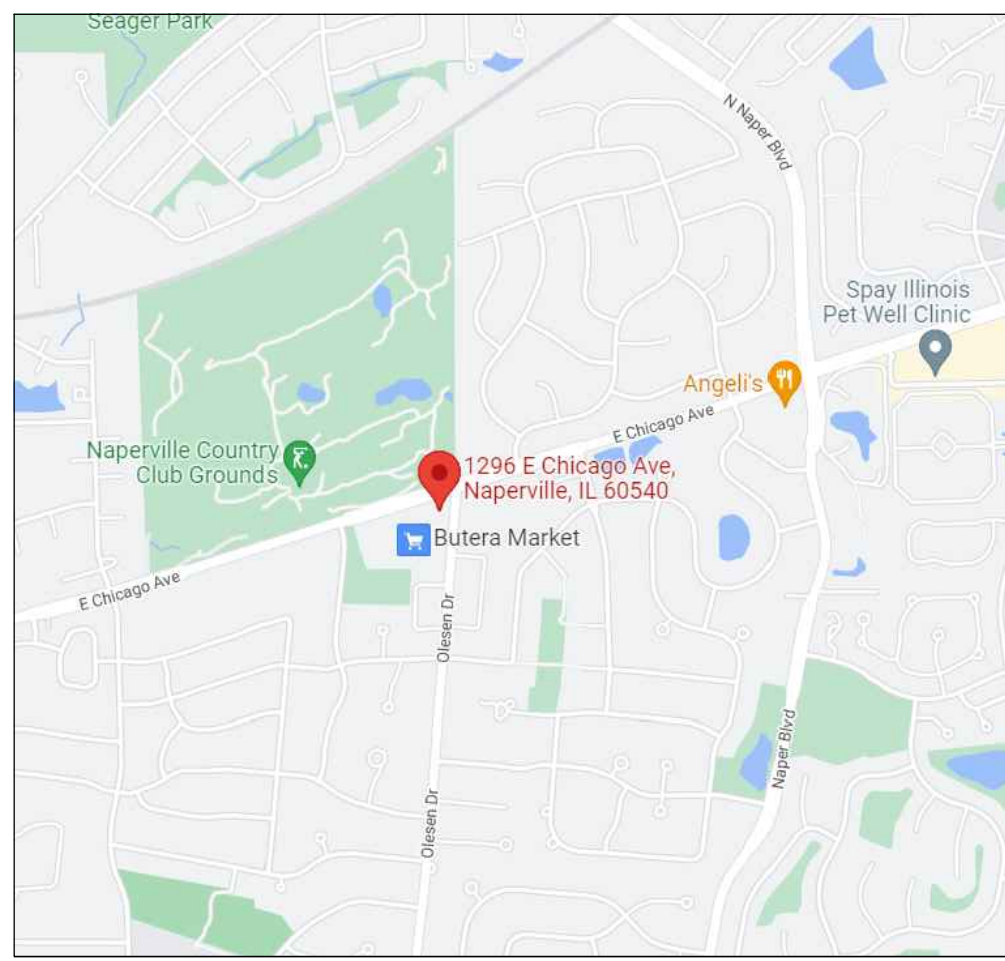 Seager Park
N Naper Blvd
Spay Illinois
Pet Well Clinic
Angeli's
E Chicago Ave
Naperville Country
Club Grounds
1296 E Chicago Ave,
Naperville, IL 60540
Butera Market
E Chicago Ave
Olesen Dr
Naper Blvd
Olesen Dr